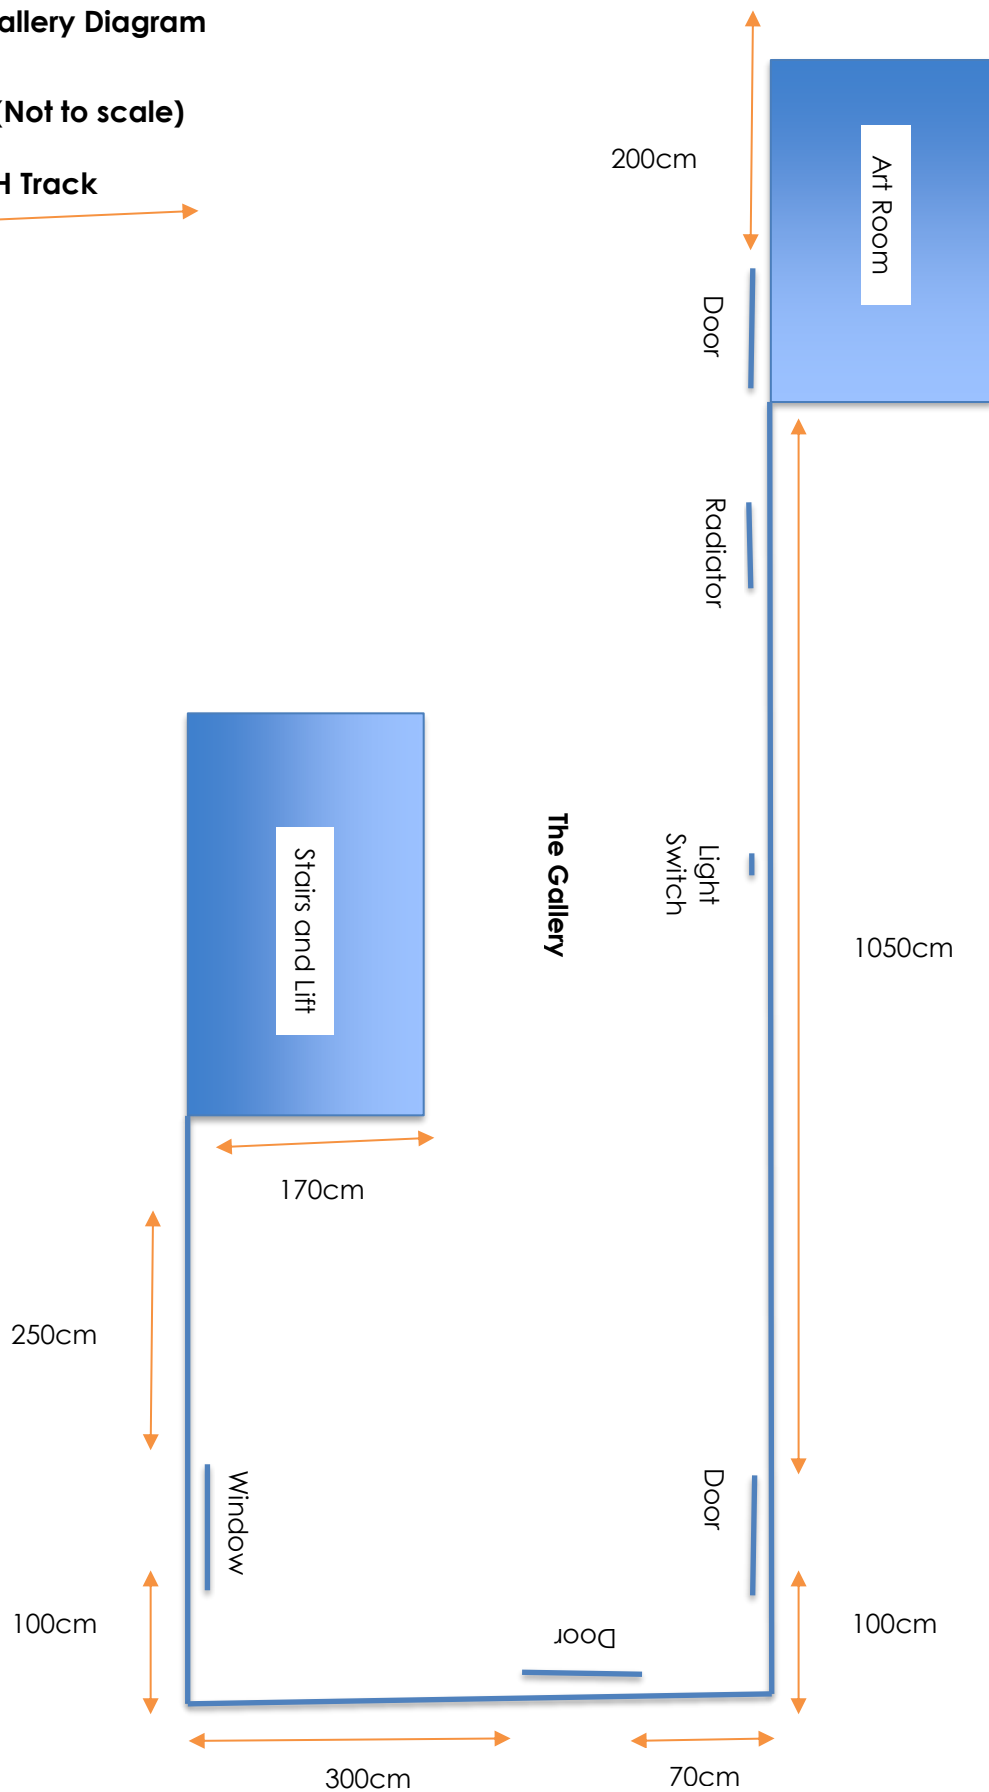 allery Diagram
(Not to scale)
H Track
200cm
Art Room
Door
Radiator
The Gallery
Light
Switch
Stairs and Lift
1050cm
170cm
250cm
Window
Door
100cm
Door
100cm
300cm
70cm